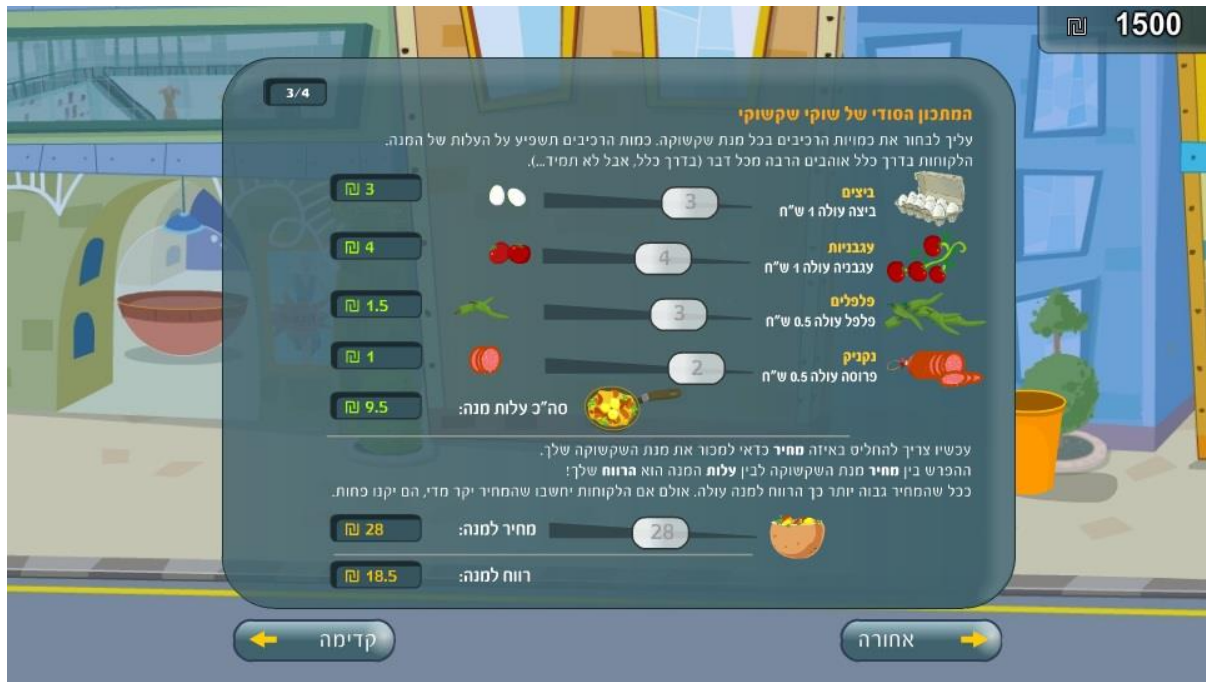 ₪ 1500
3/4
המתכון הסודי של שוקי שקשוקי
עליך לבחור את כמויות הרכיבים בכל מנת שקשוקה. כמות הרכיבים תשפיע על העלות של המנה.
הלקוחות בדרך כלל אוהבים הרבה מכל דבר (בדרך כלל, אבל לא תמיד...).
ביצים
ביצה עולה 1 ש"ח
3
₪ 3
עגבניות
עגבניה עולה 1 ש"ח
4
₪ 4
פלפלים
פלפל עולה 0.5 ש"ח
3
₪ 1.5
נקניק
פרוסה עולה 0.5 ש"ח
2
₪ 1
סה"כ עלות מנה:
₪ 9.5
עכשיו צריך להחליט באיזה מחיר כדאי למכור את מנת השקשוקה שלך.
ההפרש בין מחיר מנת השקשוקה לבין עלות המנה הוא הרווח שלך!
ככל שהמחיר גבוה יותר כך הרווח למנה עולה. אולם אם הלקוחות יחשבו שהמחיר יקר מדי, הם יקנו פחות.
28
מחיר למנה:
₪ 28
רווח למנה:
₪ 18.5
אחורה
קדימה